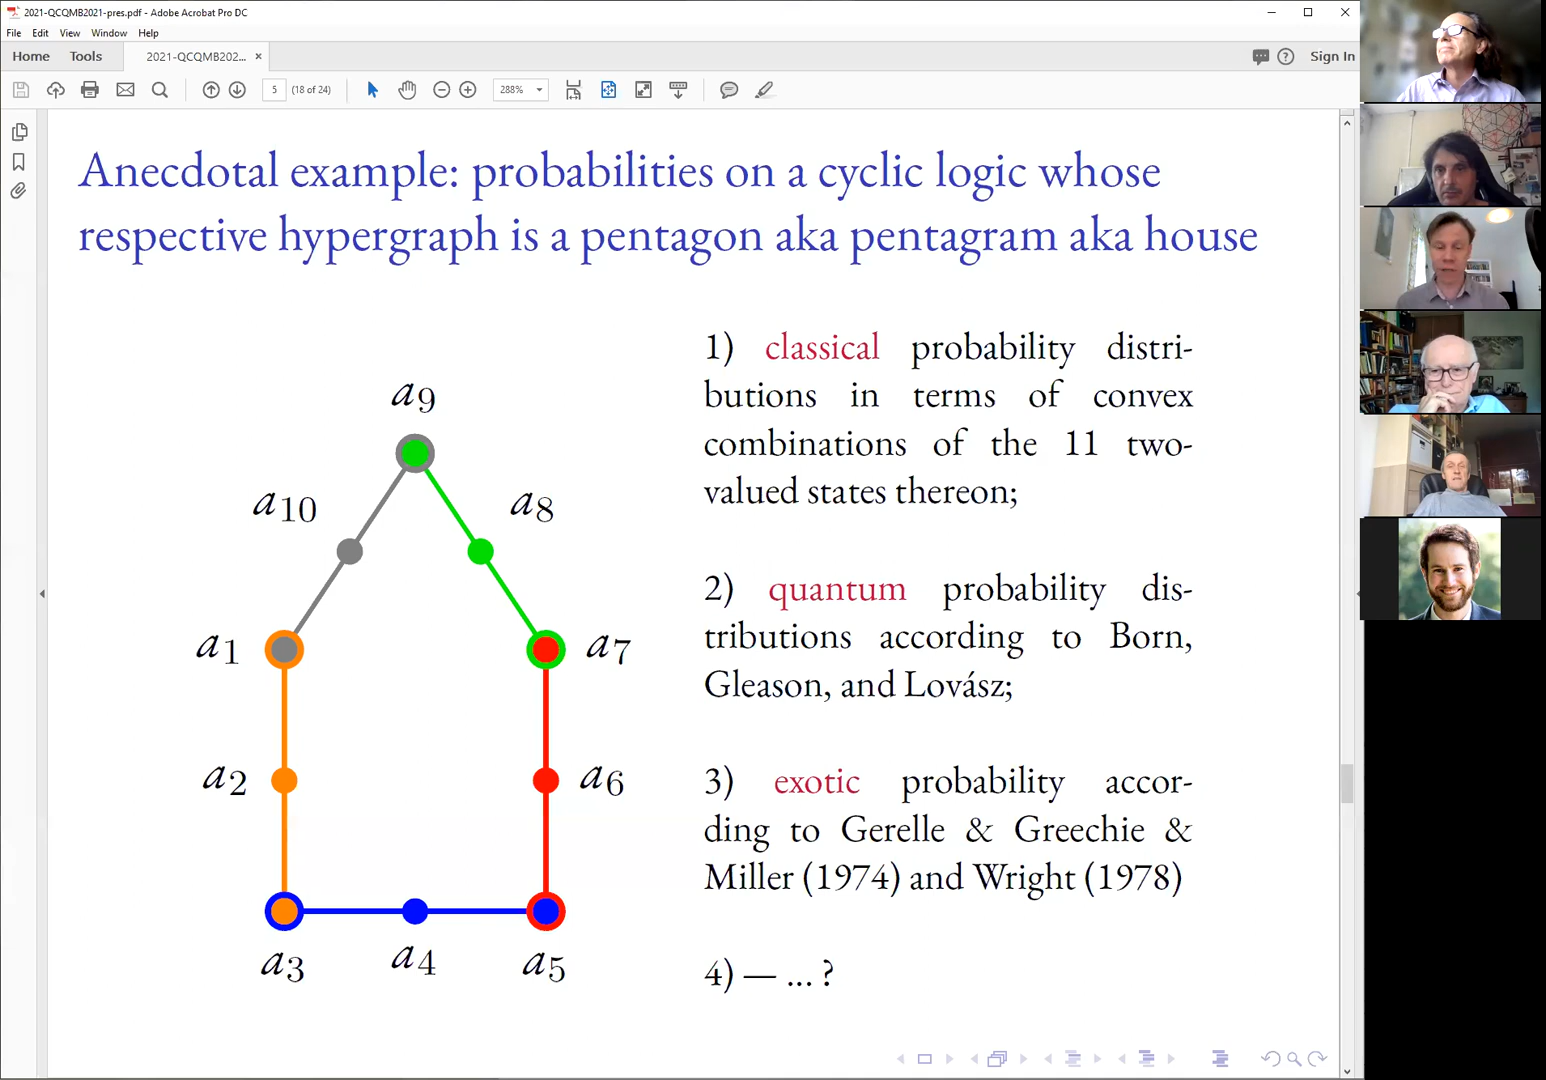 2021-QCQMB2021-pres.pdf - Adobe Acrobat Pro DC
File Edit View Window Help
Home Tools 2021-QCQMB202... × Sign In
5 (18 of 24) 288%
Anecdotal example: probabilities on a cyclic logic whose
respective hypergraph is a pentagon aka pentagram aka house
1) classical probability distri-
butions in terms of convex
combinations of the 11 two-
valued states thereon;
2) quantum probability dis-
tributions according to Born,
Gleason, and Lovász;
3) exotic probability accor-
ding to Gerelle & Greechie &
Miller (1974) and Wright (1978)
4) — ... ?
a9
a10
a8
a1
a7
a2
a6
a3
a4
a5